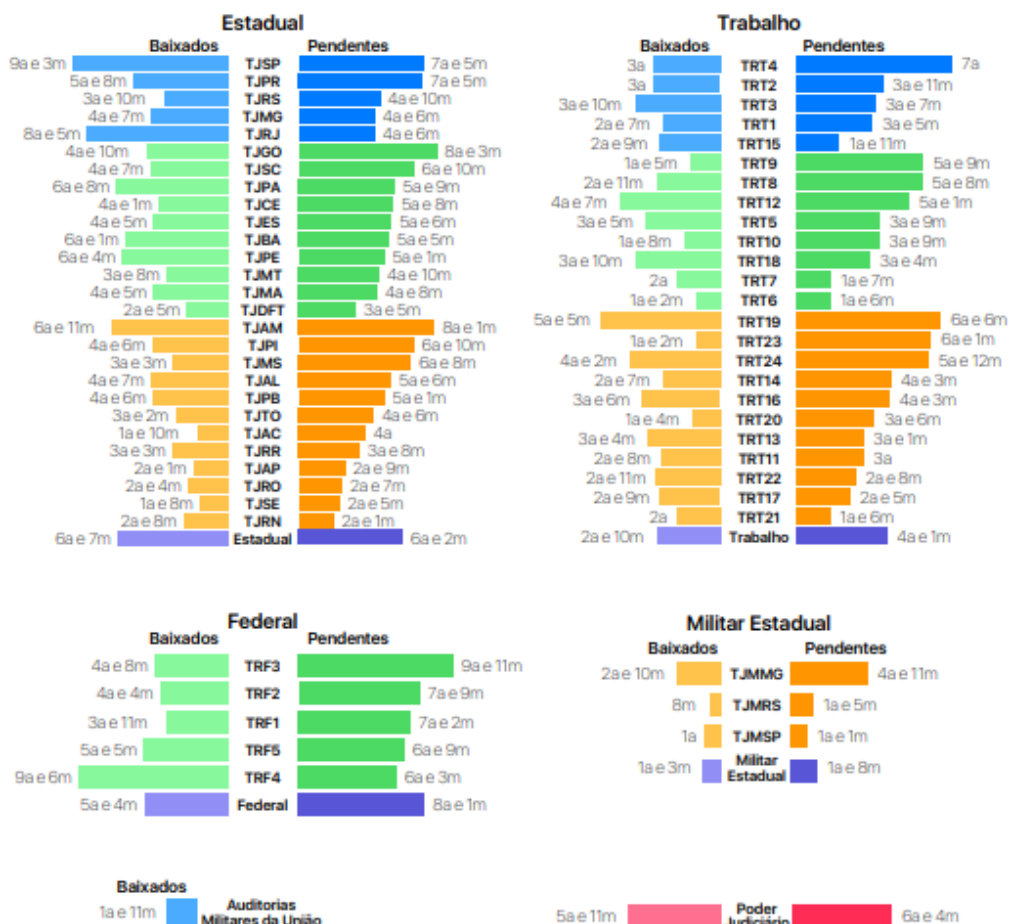 Estadual
Baixados Pendentes
9a e 3m TJSP 7a e 5m
5a e 8m TJPR 7a e 5m
3a e 10m TJRS 4a e 10m
4a e 7m TJMG 4a e 6m
8a e 5m TJRJ 4a e 6m
4a e 10m TJGO 8a e 3m
4a e 7m TJSC 6a e 10m
6a e 8m TJPA 5a e 9m
4a e 1m TJCE 5a e 8m
4a e 5m TJES 5a e 6m
6a e 1m TJBA 5a e 5m
6a e 4m TJPE 5a e 1m
3a e 8m TJMT 4a e 10m
4a e 5m TJMA 4a e 8m
2a e 5m TJDFT 3a e 5m
6a e 11m TJAM 8a e 1m
4a e 6m TJPI 6a e 10m
3a e 3m TJMS 6a e 8m
4a e 7m TJAL 5a e 6m
4a e 6m TJPB 5a e 1m
3a e 2m TJTO 4a e 6m
1a e 10m TJAC 4a
3a e 3m TJRR 3a e 8m
2a e 1m TJAP 2a e 9m
2a e 4m TJRO 2a e 7m
1a e 8m TJSE 2a e 5m
2a e 8m TJRN 2a e 1m
6a e 7m Estadual 6a e 2m
Trabalho
Baixados Pendentes
3a TRT4 7a
3a TRT2 3a e 11m
3a e 10m TRT3 3a e 7m
2a e 7m TRT1 3a e 5m
2a e 9m TRT15 1a e 11m
1a e 5m TRT9 5a e 9m
2a e 11m TRT8 5a e 8m
4a e 7m TRT12 5a e 1m
3a e 5m TRT5 3a e 9m
1a e 8m TRT10 3a e 9m
3a e 10m TRT18 3a e 4m
2a TRT7 1a e 7m
1a e 2m TRT6 1a e 6m
5a e 5m TRT19 6a e 6m
1a e 2m TRT23 6a e 1m
4a e 2m TRT24 5a e 12m
2a e 7m TRT14 4a e 3m
3a e 6m TRT16 4a e 3m
1a e 4m TRT20 3a e 6m
3a e 4m TRT13 3a e 1m
2a e 8m TRT11 3a
2a e 11m TRT22 2a e 8m
2a e 9m TRT17 2a e 5m
2a TRT21 1a e 6m
2a e 10m Trabalho 4a e 1m
Federal
Baixados Pendentes
4a e 8m TRF3 9a e 11m
4a e 4m TRF2 7a e 9m
3a e 11m TRF1 7a e 2m
5a e 5m TRF5 6a e 9m
9a e 6m TRF4 6a e 3m
5a e 4m Federal 8a e 1m
Militar Estadual
Baixados Pendentes
2a e 10m TJMMG 4a e 11m
8m TJMRS 1a e 5m
1a TJMSP 1a e 1m
1a e 3m Militar Estadual 1a e 8m
Baixados
1a e 11m Auditorias
Militares da União
5a e 11m Poder 6a e 4m
Judiciário